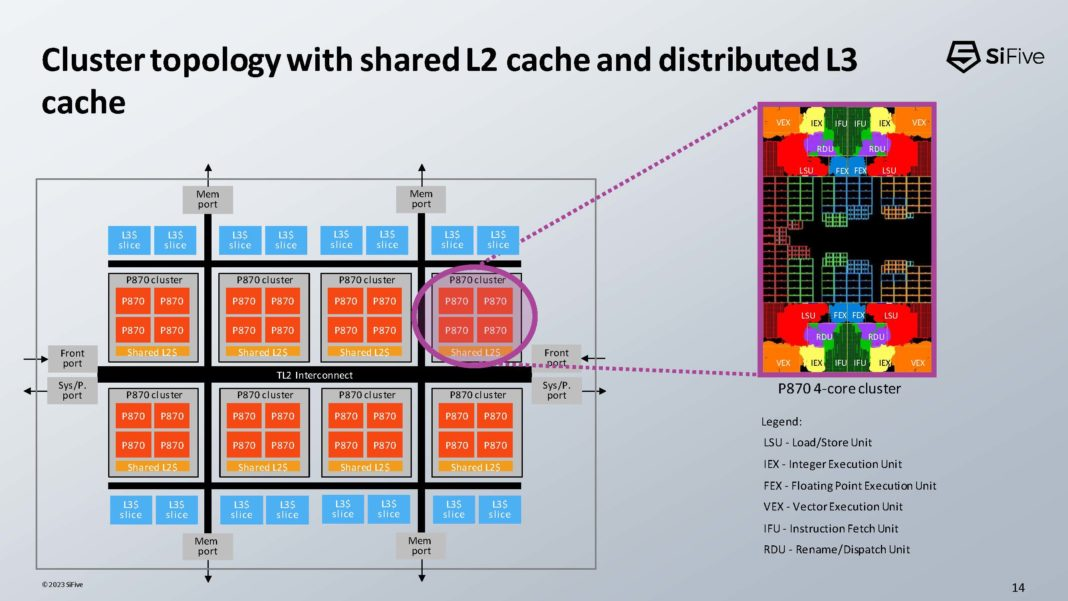 Cluster topology with shared L2 cache and distributed L3
cache
SiFive
Mem
port
Mem
port
L3$
slice
L3$
slice
L3$
slice
L3$
slice
L3$
slice
L3$
slice
L3$
slice
L3$
slice
P870 cluster
P870 P870
P870 P870
Shared L2$
P870 cluster
P870 P870
P870 P870
Shared L2$
P870 cluster
P870 P870
P870 P870
Shared L2$
P870 cluster
P870 P870
P870 P870
Shared L2$
Front
port
Sys/P.
port
TL2 Interconnect
Front
port
Sys/P.
port
P870 cluster
P870 P870
P870 P870
Shared L2$
P870 cluster
P870 P870
P870 P870
Shared L2$
P870 cluster
P870 P870
P870 P870
Shared L2$
P870 cluster
P870 P870
P870 P870
Shared L2$
L3$
slice
L3$
slice
L3$
slice
L3$
slice
L3$
slice
L3$
slice
L3$
slice
L3$
slice
Mem
port
Mem
port
VEX IEX IFU IFU IEX VEX
RDU RDU
LSU FEX FEX LSU
LSU FEX FEX LSU
RDU RDU
VEX IEX IFU IFU IEX VEX
P870 4-core cluster
Legend:
LSU - Load/Store Unit
IEX - Integer Execution Unit
FEX - Floating Point Execution Unit
VEX - Vector Execution Unit
IFU - Instruction Fetch Unit
RDU - Rename/Dispatch Unit
© 2023 SiFive
14